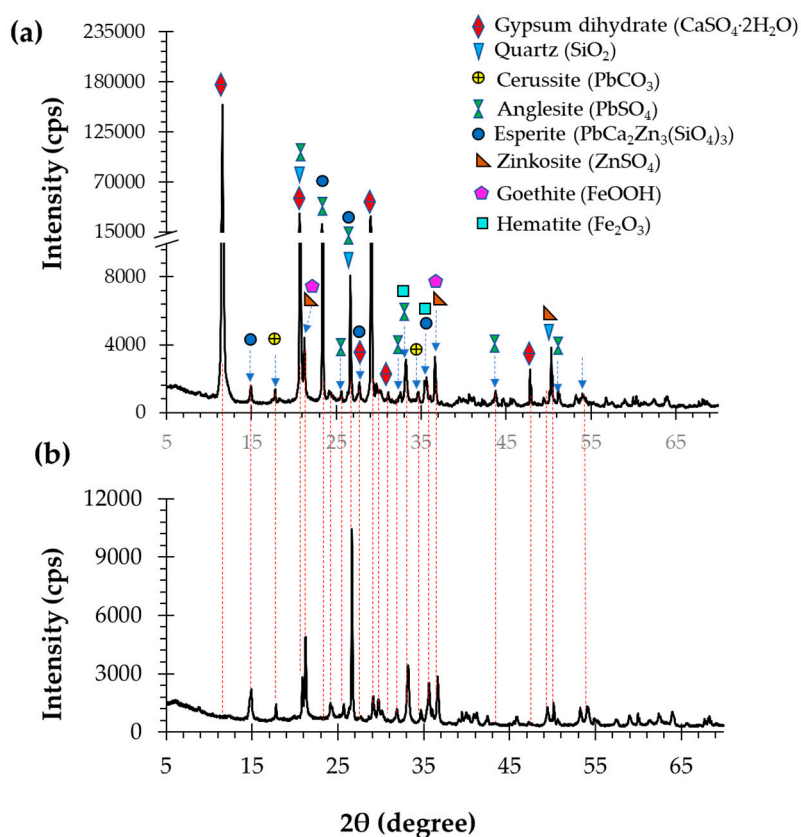 (a)
Gypsum dihydrate (CaSO₄·2H₂O)
Quartz (SiO₂)
Cerussite (PbCO₃)
Anglesite (PbSO₄)
Esperite (PbCa₂Zn₃(SiO₄)₃)
Zinkosite (ZnSO₄)
Goethite (FeOOH)
Hematite (Fe₂O₃)
Intensity (cps)
235000
180000
125000
70000
15000
8000
4000
0
5 15 25 35 45 55 65
(b)
Intensity (cps)
12000
9000
6000
3000
0
5 15 25 35 45 55 65
2θ (degree)